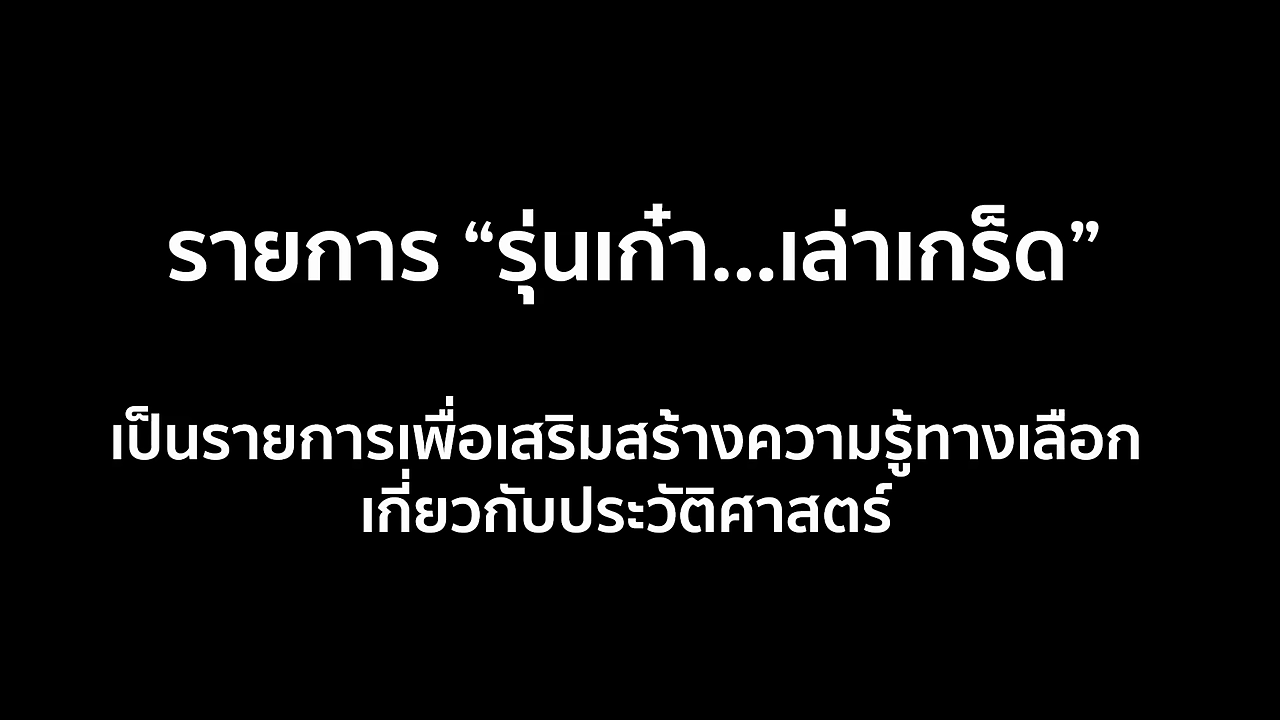 รายการ “รุ่นเก๋า...เล่าเกร็ด”
เป็นรายการเพื่อเสริมสร้างความรู้ทางเลือก
เกี่ยวกับประวัติศาสตร์